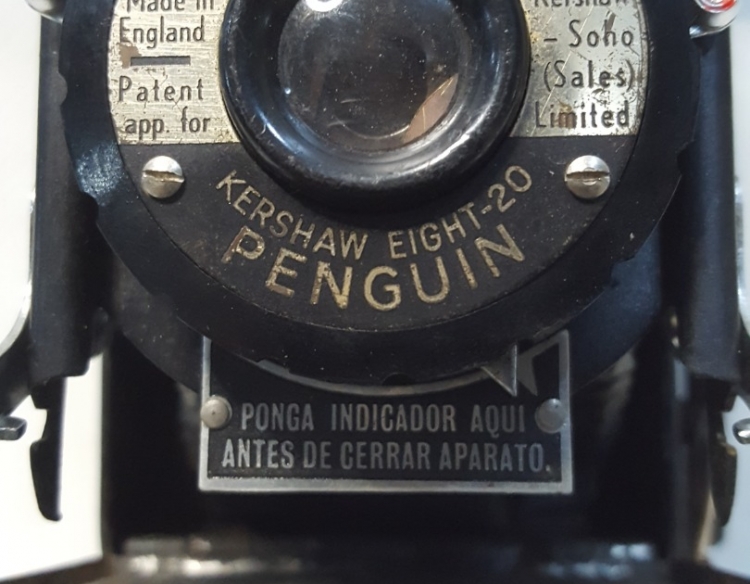 Made in
England
Patent
app. for
Kershaw
- Soho
(Sales)
Limited
KERSHAW EIGHT-20
PENGUIN
PONGA INDICADOR AQUI
ANTES DE CERRAR APARATO.